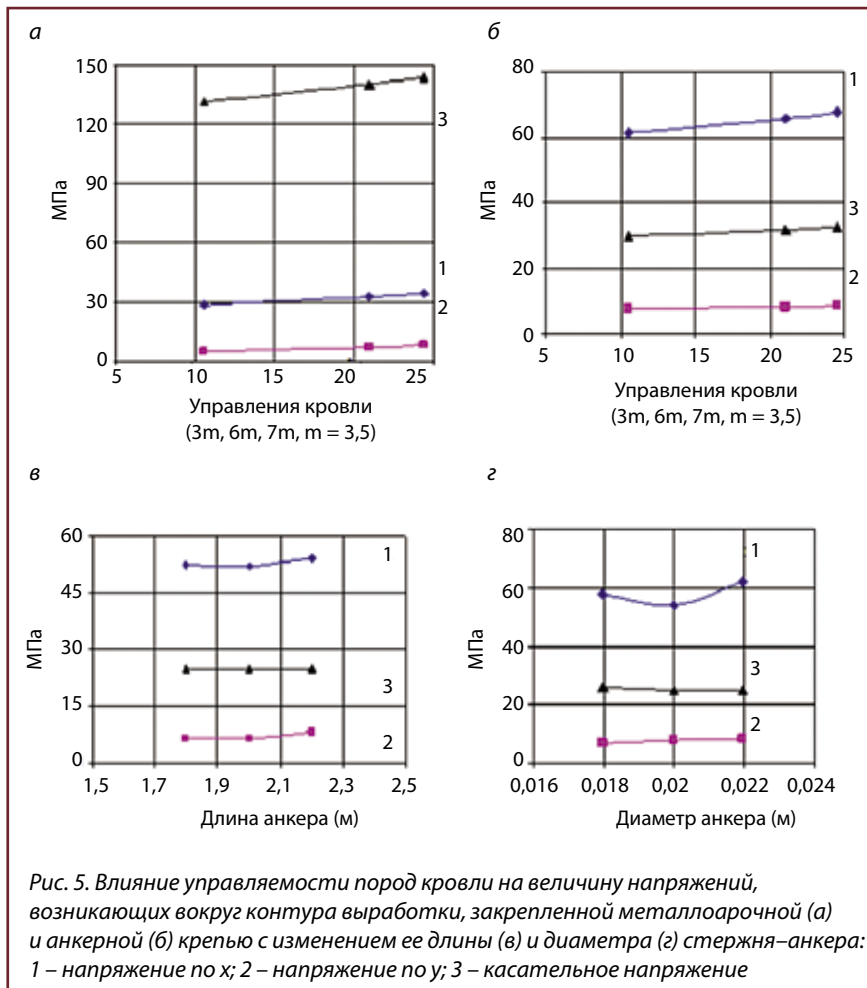 а
150
120
90
60
30
0
МПа
3
1
2
5 10 15 20 25
Управления кровли
(3m, 6m, 7m, m = 3,5)
б
80
60
40
20
0
МПа
1
3
2
5 10 15 20 25
Управления кровли
(3m, 6m, 7m, m = 3,5)
в
60
45
30
15
0
МПа
1
3
2
1,5 1,7 1,9 2,1 2,3 2,5
Длина анкера (м)
г
80
60
40
20
0
МПа
1
3
2
0,016 0,018 0,02 0,022 0,024
Диаметр анкера (м)
Рис. 5. Влияние управляемости пород кровли на величину напряжений,
возникающих вокруг контура выработки, закрепленной металлоарочной (а)
и анкерной (б) крепью с изменением ее длины (в) и диаметра (г) стержня–анкера:
1 – напряжение по x; 2 – напряжение по y; 3 – касательное напряжение